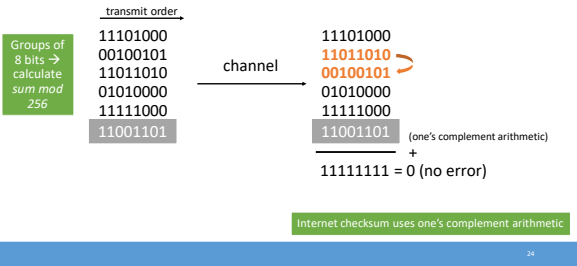 transmit order
Groups of
8 bits →
calculate
sum mod
256
11101000
00100101
11011010
01010000
11111000
11001101
channel
11101000
11011010
00100101
01010000
11111000
11001101
(one's complement arithmetic)
+
11111111 = 0 (no error)
Internet checksum uses one's complement arithmetic
24